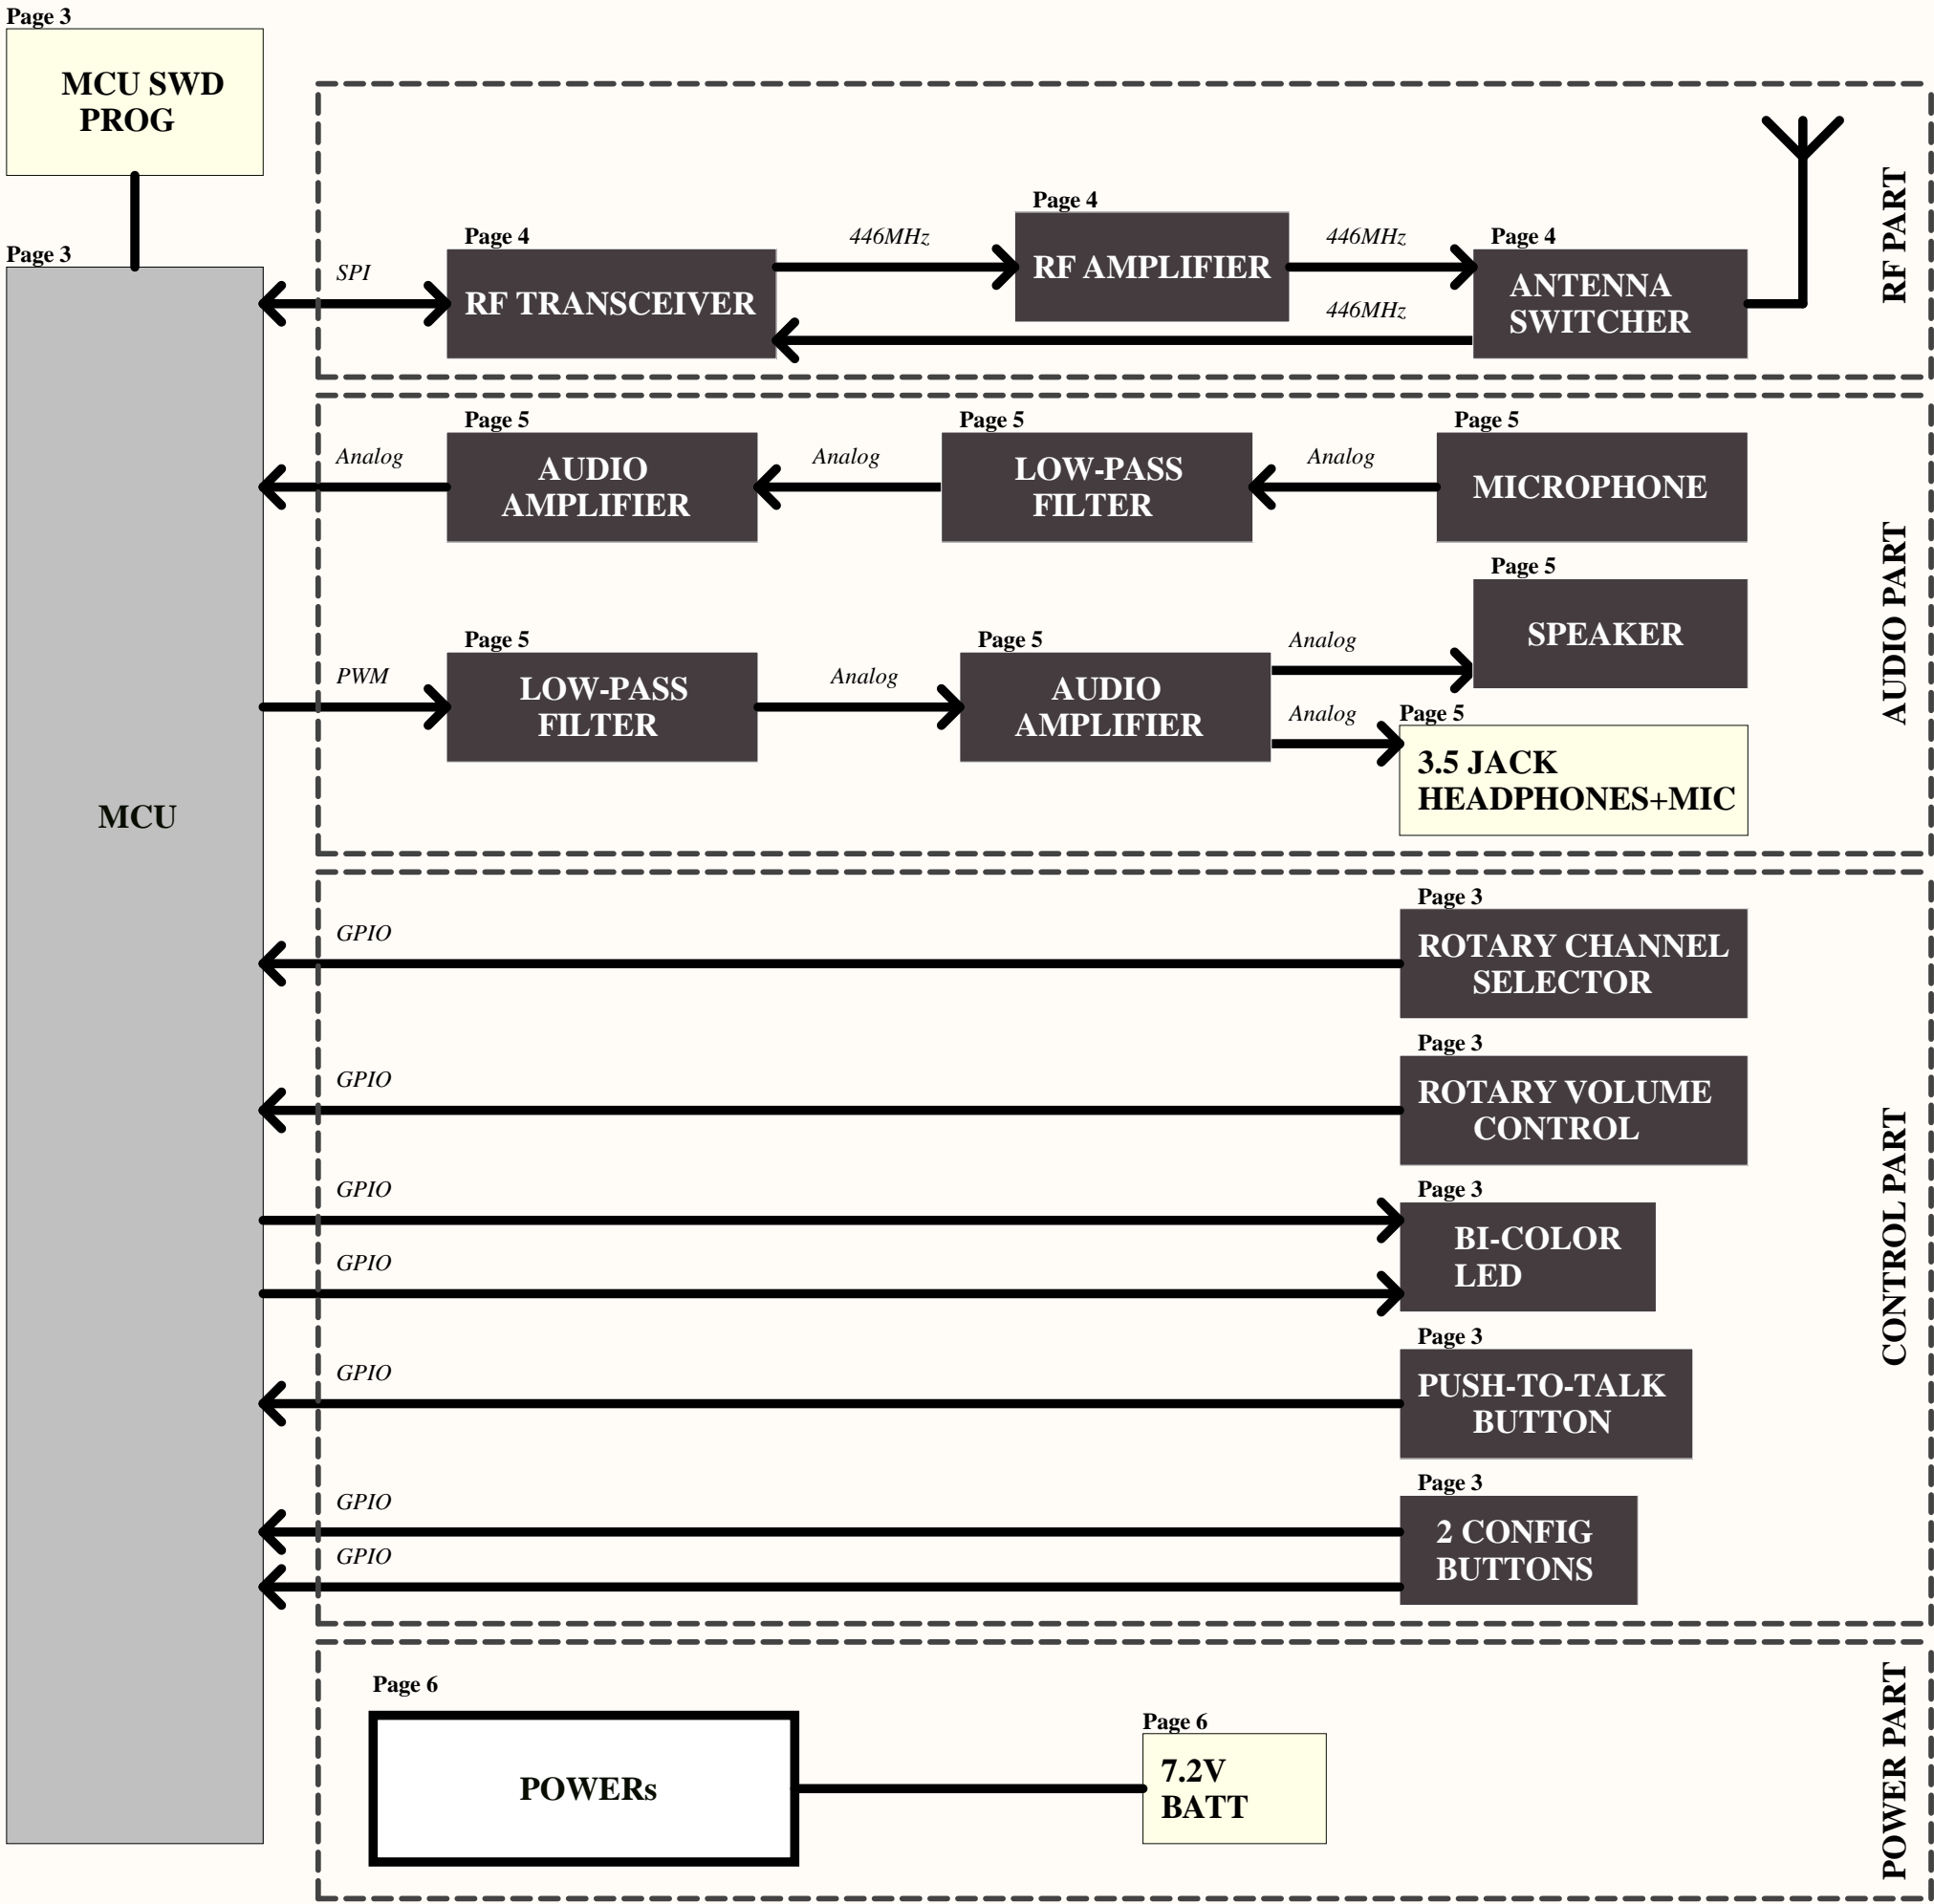 Page 3
MCU SWD
PROG
Page 3
MCU
RF PART
SPI
Page 4
RF TRANSCEIVER
446MHz
Page 4
RF AMPLIFIER
446MHz
446MHz
Page 4
ANTENNA
SWITCHER
AUDIO PART
Analog
Page 5
AUDIO
AMPLIFIER
Analog
Page 5
LOW-PASS
FILTER
Analog
Page 5
MICROPHONE
PWM
Page 5
LOW-PASS
FILTER
Analog
Page 5
AUDIO
AMPLIFIER
Analog
Page 5
SPEAKER
Analog
Page 5
3.5 JACK
HEADPHONES+MIC
CONTROL PART
GPIO
Page 3
ROTARY CHANNEL
SELECTOR
GPIO
Page 3
ROTARY VOLUME
CONTROL
GPIO
GPIO
Page 3
BI-COLOR
LED
GPIO
Page 3
PUSH-TO-TALK
BUTTON
GPIO
GPIO
Page 3
2 CONFIG
BUTTONS
POWER PART
Page 6
POWERs
Page 6
7.2V
BATT